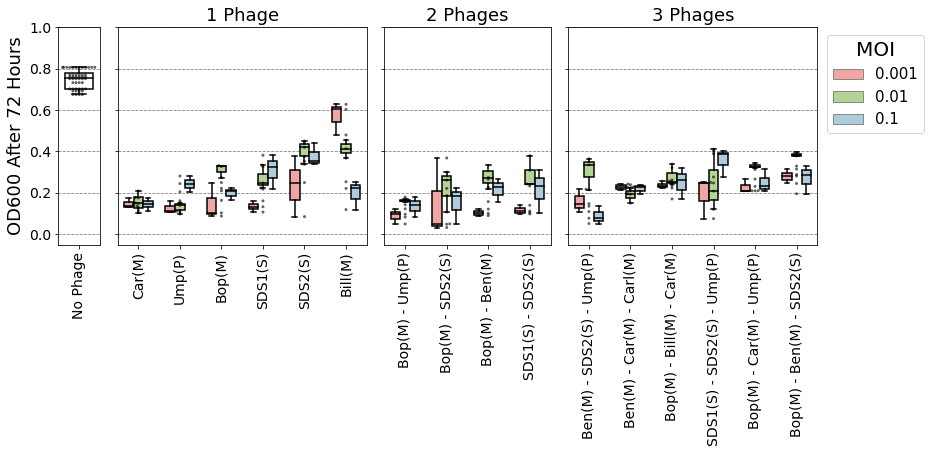 1 Phage
2 Phages
3 Phages
OD600 After 72 Hours
1.0
0.8
0.6
0.4
0.2
0.0
No Phage
Car(M)
Ump(P)
Bop(M)
SDS1(S)
SDS2(S)
Bill(M)
Bop(M) - Ump(P)
Bop(M) - SDS2(S)
Bop(M) - Ben(M)
SDS1(S) - SDS2(S)
Ben(M) - SDS2(S) - Ump(P)
Ben(M) - Car(M) - Carl(M)
Bop(M) - Bill(M) - Car(M)
SDS1(S) - SDS2(S) - Ump(P)
Bop(M) - Car(M) - Ump(P)
Bop(M) - Ben(M) - SDS2(S)
MOI
0.001
0.01
0.1